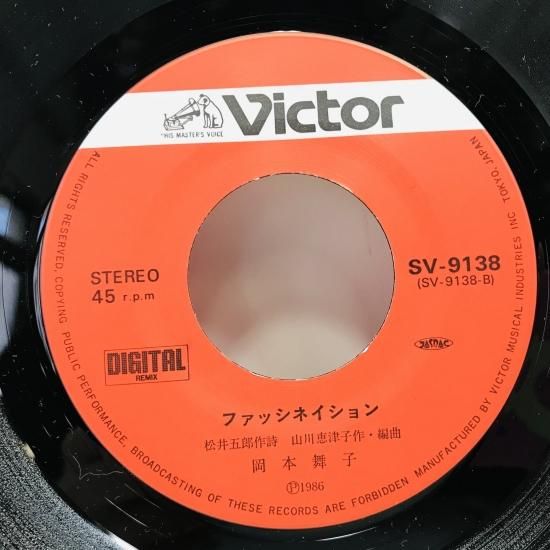 "HIS MASTER'S VOICE"
Victor
STEREO
45 r.p.m
SV-9138
(SV-9138-B)
DIGITAL
REMIX
JASRAC
ファッシネイション
松井五郎作詩 山川恵津子作・編曲
岡本舞子
Ⓟ1986
ALL RIGHTS RESERVED, COPYING PUBLIC PERFORMANCE, BROADCASTING OF THESE RECORDS ARE FORBIDDEN MANUFACTURED BY VICTOR MUSICAL INDUSTRIES INC TOKYO, JAPAN